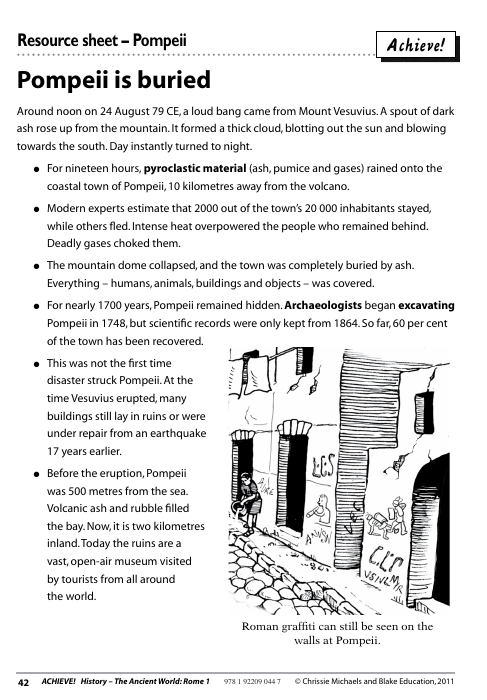 Resource sheet – Pompeii
Achieve!
Pompeii is buried
Around noon on 24 August 79 CE, a loud bang came from Mount Vesuvius. A spout of dark
ash rose up from the mountain. It formed a thick cloud, blotting out the sun and blowing
towards the south. Day instantly turned to night.
● For nineteen hours, pyroclastic material (ash, pumice and gases) rained onto the
coastal town of Pompeii, 10 kilometres away from the volcano.
● Modern experts estimate that 2000 out of the town's 20 000 inhabitants stayed,
while others fled. Intense heat overpowered the people who remained behind.
Deadly gases choked them.
● The mountain dome collapsed, and the town was completely buried by ash.
Everything – humans, animals, buildings and objects – was covered.
● For nearly 1700 years, Pompeii remained hidden. Archaeologists began excavating
Pompeii in 1748, but scientific records were only kept from 1864. So far, 60 per cent
of the town has been recovered.
● This was not the first time
disaster struck Pompeii. At the
time Vesuvius erupted, many
buildings still lay in ruins or were
under repair from an earthquake
17 years earlier.
● Before the eruption, Pompeii
was 500 metres from the sea.
Volcanic ash and rubble filled
the bay. Now, it is two kilometres
inland. Today the ruins are a
vast, open-air museum visited
by tourists from all around
the world.
Roman graffiti can still be seen on the
walls at Pompeii.
42 ACHIEVE! History – The Ancient World: Rome 1 978 1 92209 044 7 © Chrissie Michaels and Blake Education, 2011